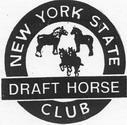 NEW YORK STATE
DRAFT HORSE
CLUB